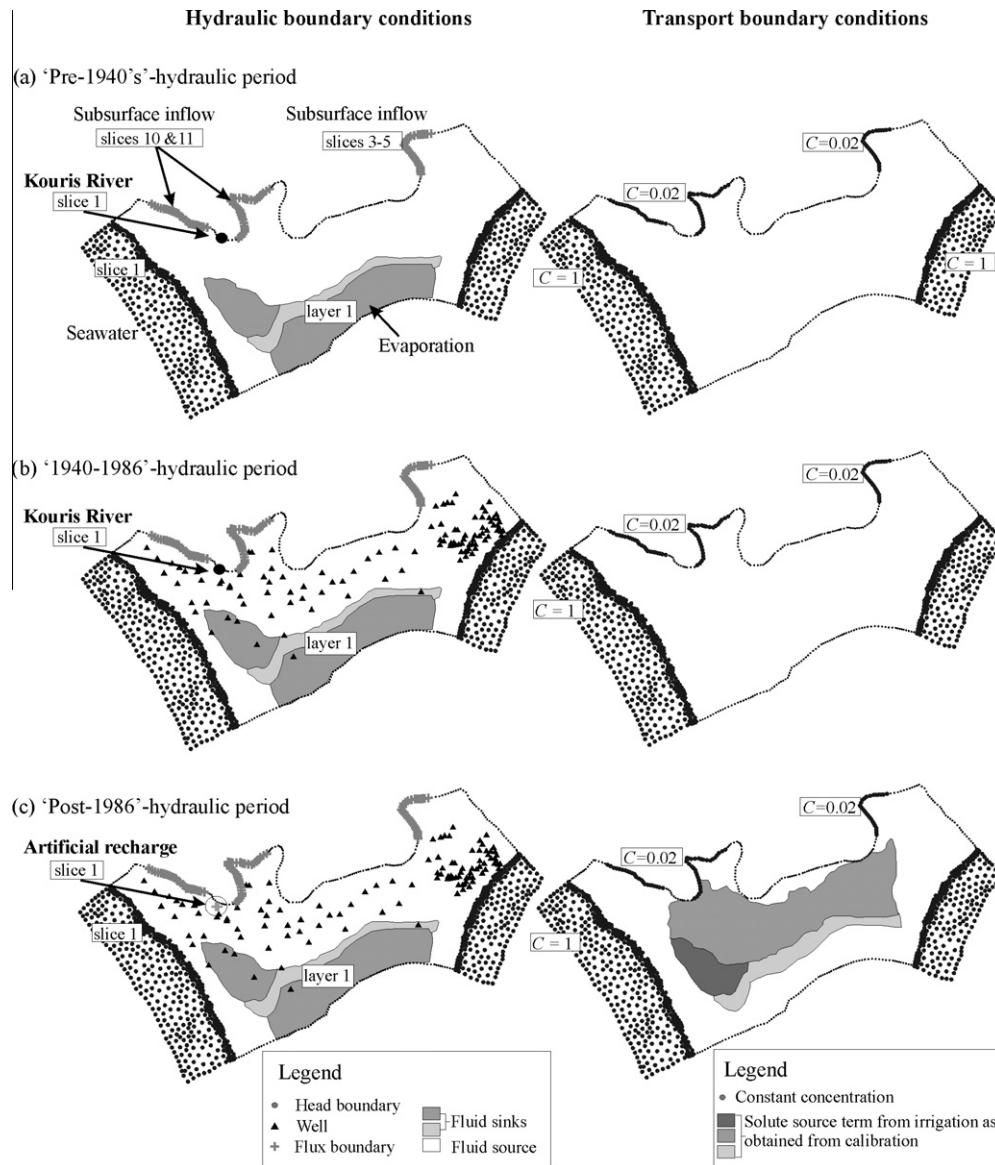 Hydraulic boundary conditions
Transport boundary conditions
(a) ‘Pre-1940’s’-hydraulic period
Subsurface inflow
slices 10 &11
Subsurface inflow
slices 3-5
Kouris River
slice 1
slice 1
Seawater
layer 1
Evaporation
C=0.02
C=0.02
C = 1
C = 1
(b) ‘1940-1986’-hydraulic period
Kouris River
slice 1
layer 1
C=0.02
C=0.02
C = 1
(c) ‘Post-1986’-hydraulic period
Artificial recharge
slice 1
slice 1
layer 1
C=0.02
C=0.02
C = 1
Legend
Head boundary
Well
Flux boundary
Fluid sinks
Fluid source
Legend
Constant concentration
Solute source term from irrigation as
obtained from calibration